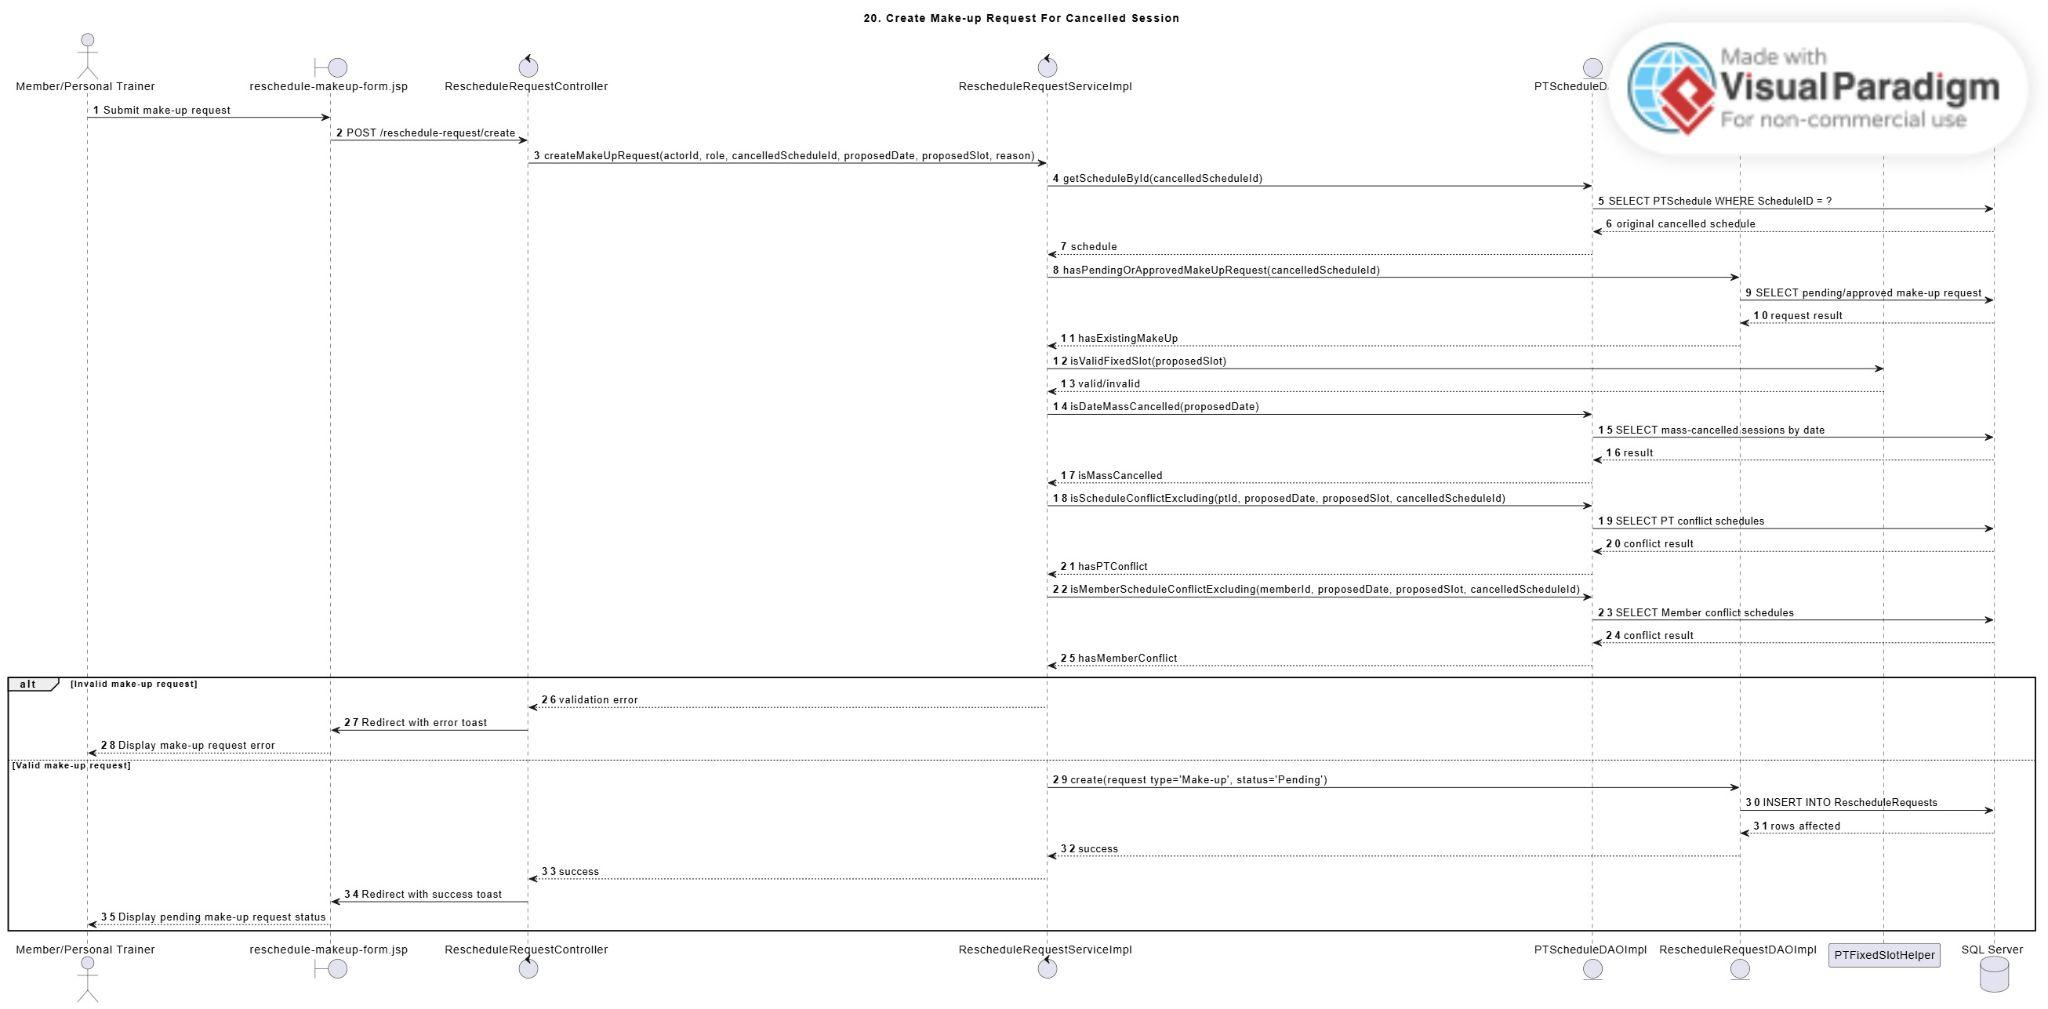 20. Create Make-up Request For Cancelled Session
Made with
Visual Paradigm
For non-commercial use
Member/Personal Trainer
reschedule-makeup-form.jsp
RescheduleRequestController
RescheduleRequestServiceImpl
1 Submit make-up request
2 POST /reschedule-request/create
3 createMakeUpRequest(actorId, role, cancelledScheduleId, proposedDate, proposedSlot, reason)
4 getScheduleById(cancelledScheduleId)
5 SELECT PTSchedule WHERE ScheduleID = ?
6 original cancelled schedule
7 schedule
8 hasPendingOrApprovedMakeUpRequest(cancelledScheduleId)
9 SELECT pending/approved make-up request
10 request result
11 hasExistingMakeUp
12 isValidFixedSlot(proposedSlot)
13 valid/invalid
14 isDateMassCancelled(proposedDate)
15 SELECT mass-cancelled sessions by date
16 result
17 isMassCancelled
18 isScheduleConflictExcluding(ptId, proposedDate, proposedSlot, cancelledScheduleId)
19 SELECT PT conflict schedules
20 conflict result
21 hasPTConflict
22 isMemberScheduleConflictExcluding(memberId, proposedDate, proposedSlot, cancelledScheduleId)
23 SELECT Member conflict schedules
24 conflict result
25 hasMemberConflict
alt [Invalid make-up request]
26 validation error
27 Redirect with error toast
28 Display make-up request error
[Valid make-up request]
29 create(request type='Make-up', status='Pending')
30 INSERT INTO RescheduleRequests
31 rows affected
32 success
33 success
34 Redirect with success toast
35 Display pending make-up request status
Member/Personal Trainer
reschedule-makeup-form.jsp
RescheduleRequestController
RescheduleRequestServiceImpl
PTScheduleDAOImpl
RescheduleRequestDAOImpl
PTFixedSlotHelper
SQL Server